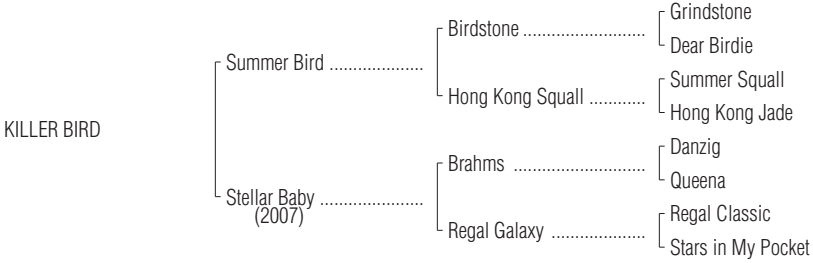 Grindstone
Birdstone ..........................
Dear Birdie
Summer Bird ....................
Summer Squall
Hong Kong Squall ............
Hong Kong Jade
KILLER BIRD
Danzig
Brahms ............................
Queena
Stellar Baby ......................
(2007)
Regal Classic
Regal Galaxy ....................
Stars in My Pocket